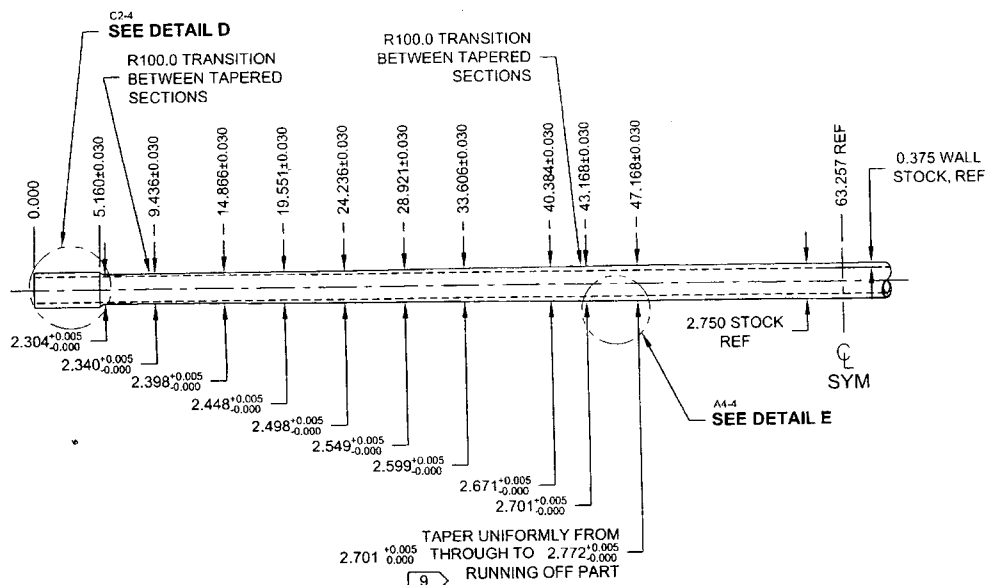 C2-4
SEE DETAIL D
R100.0 TRANSITION
BETWEEN TAPERED
SECTIONS
R100.0 TRANSITION
BETWEEN TAPERED
SECTIONS
0.000
5.160±0.030
9.436±0.030
14.866±0.030
19.551±0.030
24.236±0.030
28.921±0.030
33.606±0.030
40.384±0.030
43.168±0.030
47.168±0.030
63.257 REF
0.375 WALL
STOCK, REF
2.304 +0.005 -0.000
2.340 +0.005 -0.000
2.398 +0.005 -0.000
2.448 +0.005 -0.000
2.498 +0.005 -0.000
2.549 +0.005 -0.000
2.599 +0.005 -0.000
2.671 +0.005 -0.000
2.701 +0.005 -0.000
2.750 STOCK
REF
℄
SYM
A4-4
SEE DETAIL E
TAPER UNIFORMLY FROM
2.701 +0.005 0.000 THROUGH TO 2.772 +0.005 -0.000
9 RUNNING OFF PART